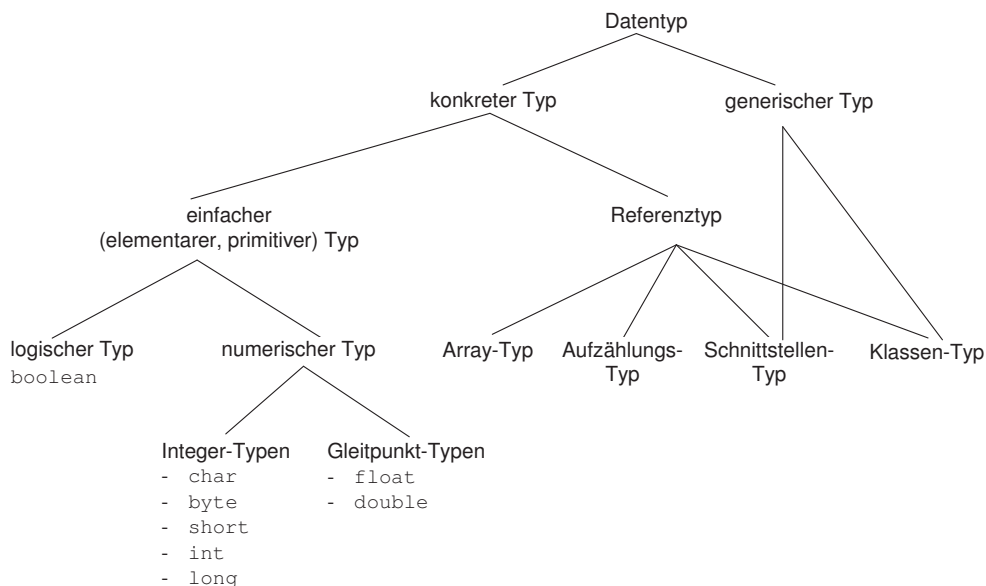 Datentyp
konkreter Typ
generischer Typ
einfacher
(elementarer, primitiver) Typ
Referenztyp
logischer Typ
boolean
numerischer Typ
Array-Typ
Aufzählungs-
Typ
Schnittstellen-
Typ
Klassen-Typ
Integer-Typen
- char
- byte
- short
- int
- long
Gleitpunkt-Typen
- float
- double